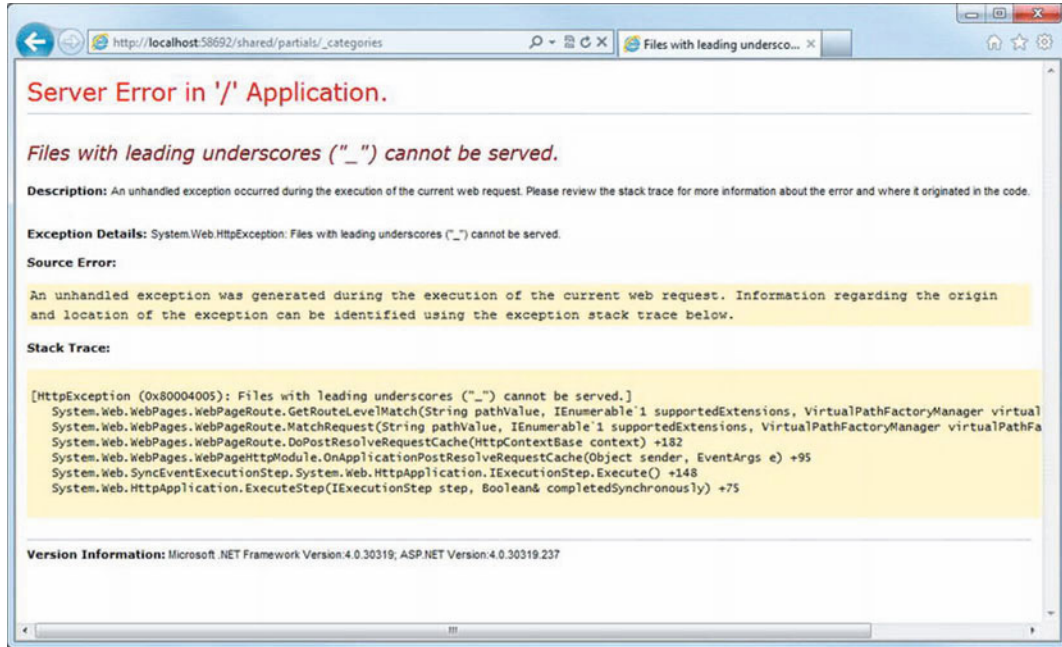 http://localhost:58692/shared/partials/_categories
Files with leading undersco...
Server Error in '/' Application.
Files with leading underscores ("_") cannot be served.
Description: An unhandled exception occurred during the execution of the current web request. Please review the stack trace for more information about the error and where it originated in the code.
Exception Details: System.Web.HttpException: Files with leading underscores ("_") cannot be served.
Source Error:
An unhandled exception was generated during the execution of the current web request. Information regarding the origin
and location of the exception can be identified using the exception stack trace below.
Stack Trace:
[HttpException (0x80004005): Files with leading underscores ("_") cannot be served.]
System.Web.WebPages.WebPageRoute.GetRouteLevelMatch(String pathValue, IEnumerable`1 supportedExtensions, VirtualPathFactoryManager virtual
System.Web.WebPages.WebPageRoute.MatchRequest(String pathValue, IEnumerable`1 supportedExtensions, VirtualPathFactoryManager virtualPathFa
System.Web.WebPages.WebPageRoute.DoPostResolveRequestCache(HttpContextBase context) +182
System.Web.WebPages.WebPageHttpModule.OnApplicationPostResolveRequestCache(Object sender, EventArgs e) +95
System.Web.SyncEventExecutionStep.System.Web.HttpApplication.IExecutionStep.Execute() +148
System.Web.HttpApplication.ExecuteStep(IExecutionStep step, Boolean& completedSynchronously) +75
Version Information: Microsoft .NET Framework Version:4.0.30319; ASP.NET Version:4.0.30319.237